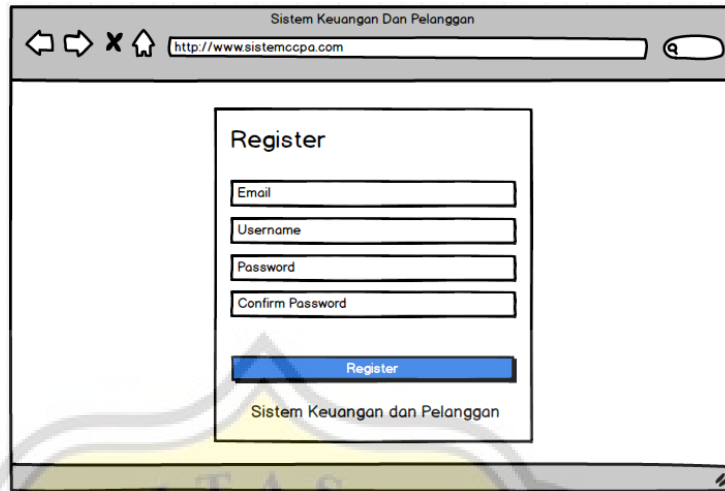 Sistem Keuangan Dan Pelanggan
http://www.sistemccpa.com
Register
Email
Username
Password
Confirm Password
Register
Sistem Keuangan dan Pelanggan
T A S